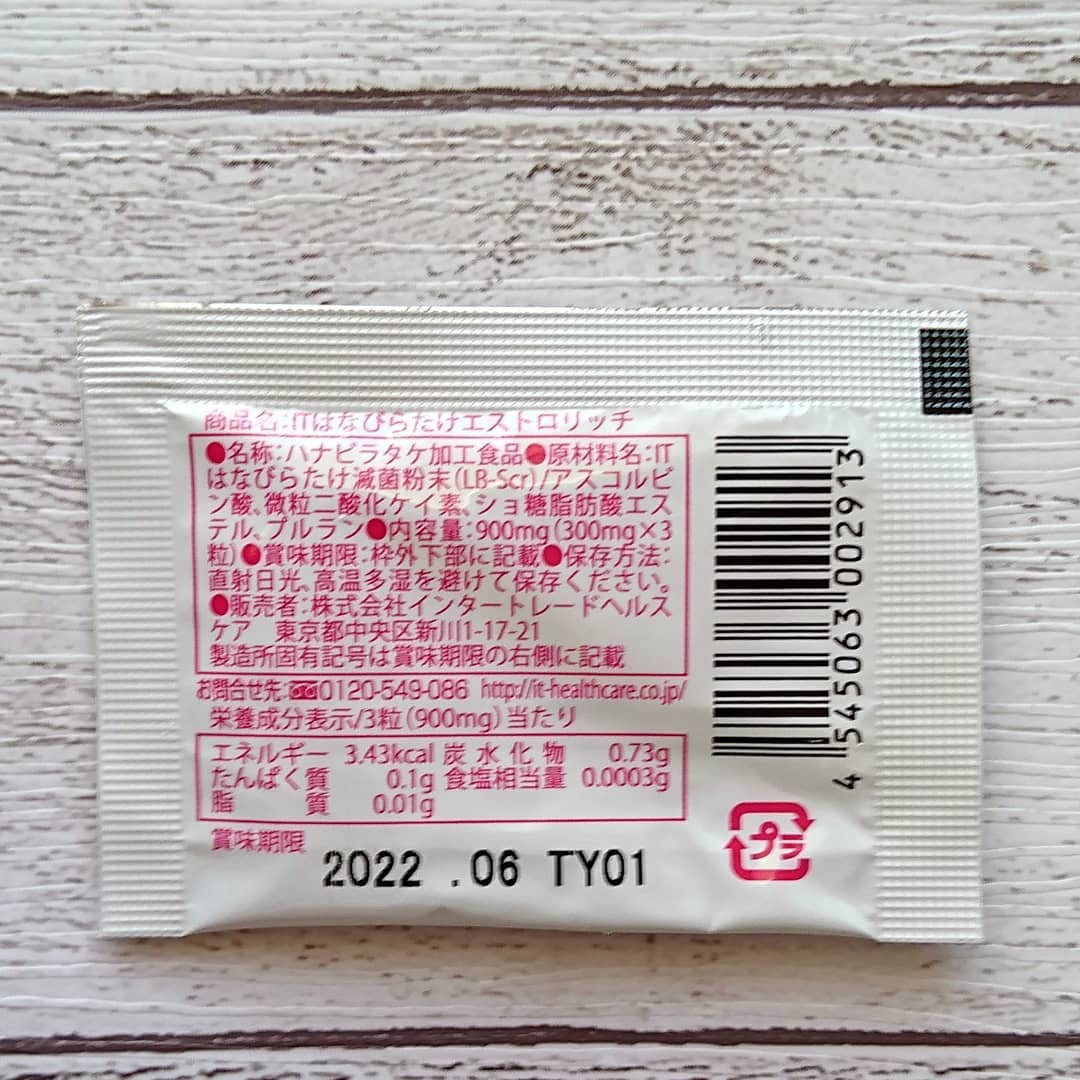 商品名:ITはなびらたけエストロリッチ
●名称:ハナビラタケ加工食品●原材料名:IT
はなびらたけ滅菌粉末(LB-Scr)/アスコルビ
ン酸、微粒二酸化ケイ素、ショ糖脂肪酸エス
テル、プルラン●内容量:900mg(300mg×3
粒)●賞味期限:枠外下部に記載●保存方法:
直射日光、高温多湿を避けて保存ください。
●販売者:株式会社インタートレードヘルス
ケア 東京都中央区新川1-17-21
製造所固有記号は賞味期限の右側に記載
お問合せ先:0120-549-086 http://it-healthcare.co.jp/
栄養成分表示/3粒(900mg)当たり
エネルギー 3.43kcal 炭水化物 0.73g
たんぱく質 0.1g 食塩相当量 0.0003g
脂質 0.01g
賞味期限
2022 .06 TY01
4 545063 002913
プラ